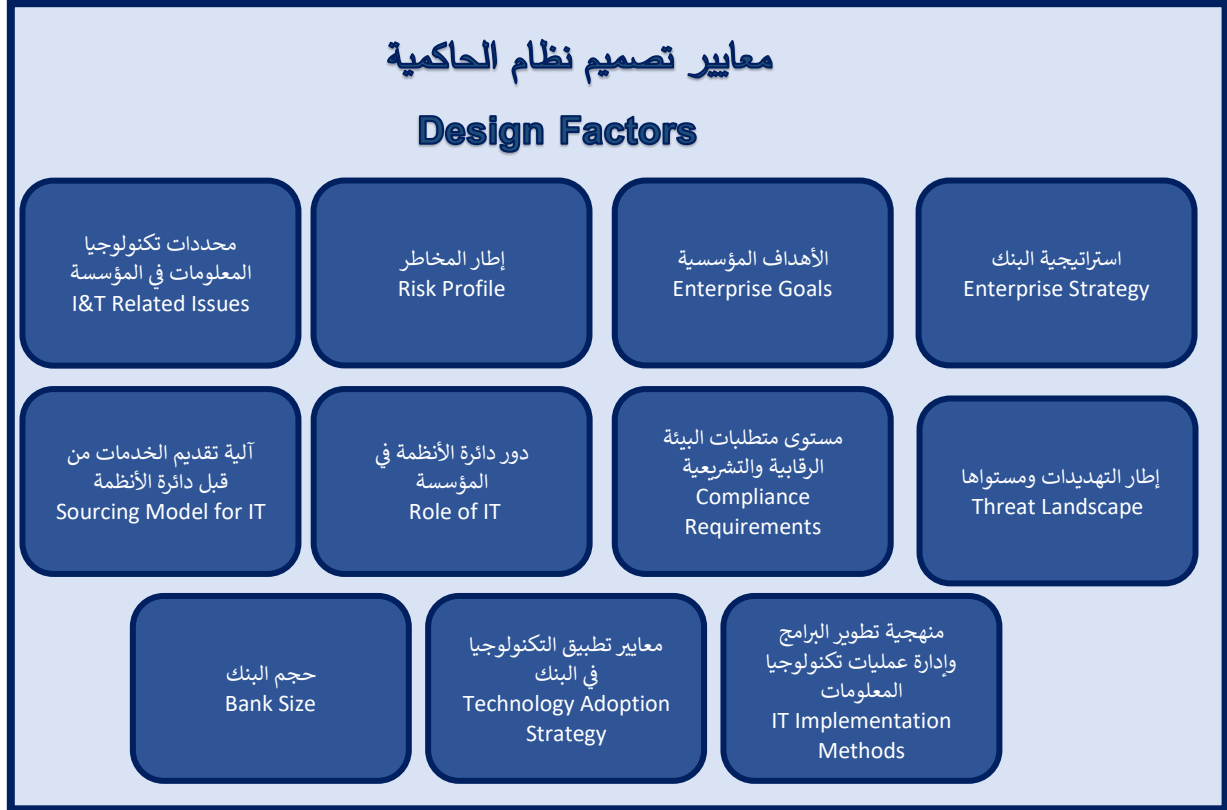 معايير تصميم نظام الحاكمية
Design Factors
استراتيجية البنك
Enterprise Strategy
الأهداف المؤسسية
Enterprise Goals
إطار المخاطر
Risk Profile
محددات تكنولوجيا
المعلومات في المؤسسة
I&T Related Issues
إطار التهديدات ومستواها
Threat Landscape
مستوى متطلبات البيئة
الرقابية والتشريعية
Compliance
Requirements
دور دائرة الأنظمة في
المؤسسة
Role of IT
آلية تقديم الخدمات من
قبل دائرة الأنظمة
Sourcing Model for IT
منهجية تطوير البرامج
وإدارة عمليات تكنولوجيا
المعلومات
IT Implementation
Methods
معايير تطبيق التكنولوجيا
في البنك
Technology Adoption
Strategy
حجم البنك
Bank Size